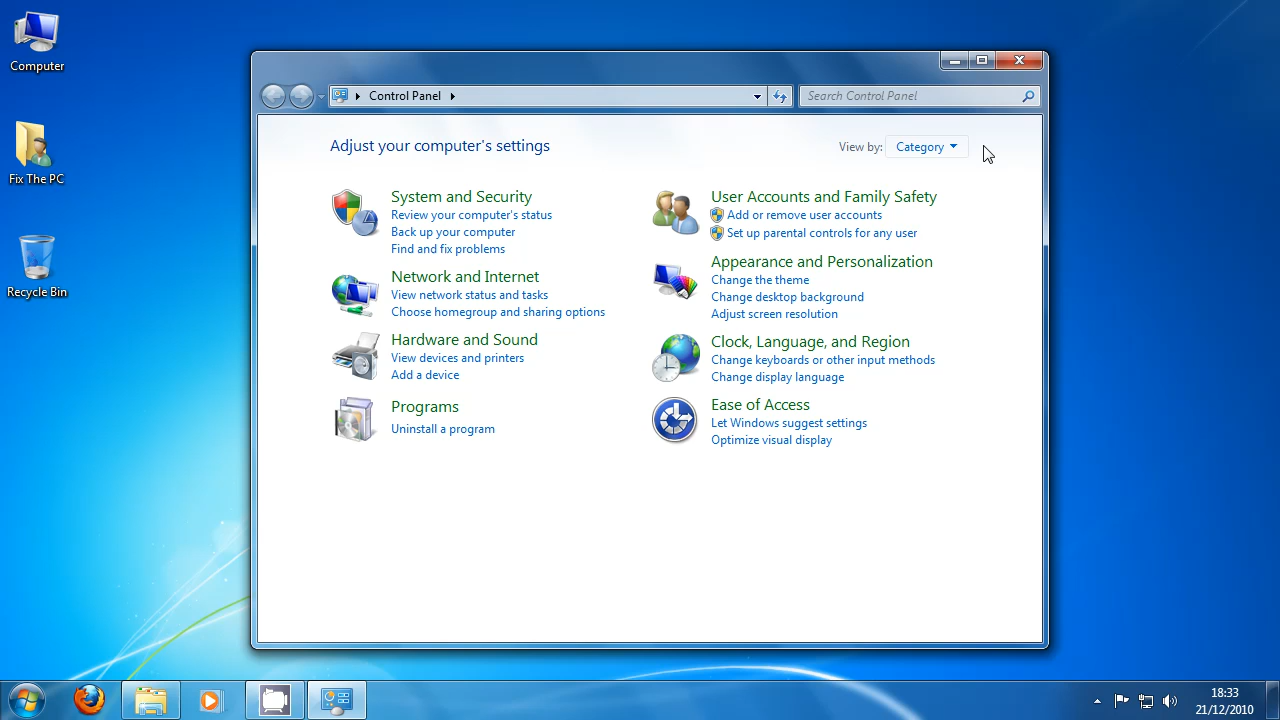 Computer
Fix The PC
Recycle Bin
Control Panel
Search Control Panel
Adjust your computer's settings
View by: Category
System and Security
Review your computer's status
Back up your computer
Find and fix problems
Network and Internet
View network status and tasks
Choose homegroup and sharing options
Hardware and Sound
View devices and printers
Add a device
Programs
Uninstall a program
User Accounts and Family Safety
Add or remove user accounts
Set up parental controls for any user
Appearance and Personalization
Change the theme
Change desktop background
Adjust screen resolution
Clock, Language, and Region
Change keyboards or other input methods
Change display language
Ease of Access
Let Windows suggest settings
Optimize visual display
18:33
21/12/2010